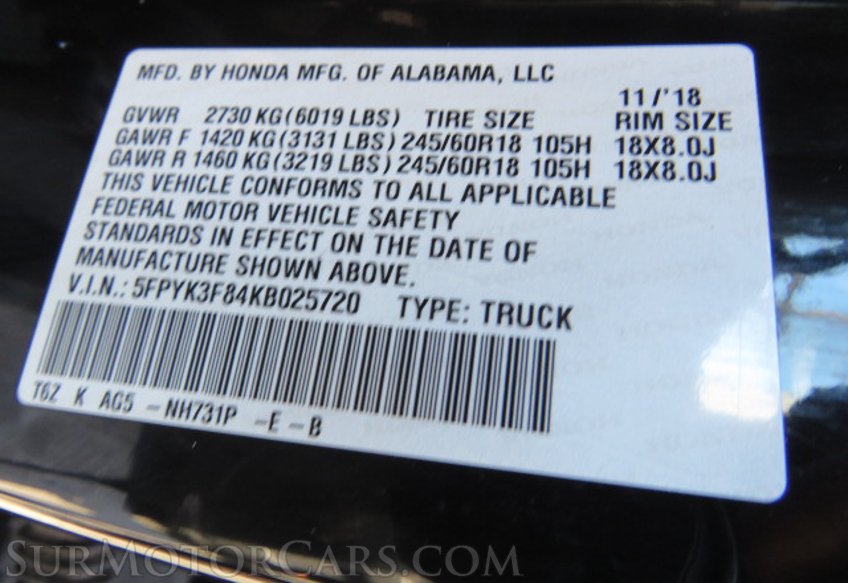 MFD. BY HONDA MFG. OF ALABAMA, LLC
11/'18
GVWR 2730 KG(6019 LBS) TIRE SIZE RIM SIZE
GAWR F 1420 KG(3131 LBS) 245/60R18 105H 18X8.0J
GAWR R 1460 KG(3219 LBS) 245/60R18 105H 18X8.0J
THIS VEHICLE CONFORMS TO ALL APPLICABLE
FEDERAL MOTOR VEHICLE SAFETY
STANDARDS IN EFFECT ON THE DATE OF
MANUFACTURE SHOWN ABOVE.
V.I.N.: 5FPYK3F84KB025720 TYPE: TRUCK
T6Z K AG5 -NH731P -E-B
SurMotorCars.com